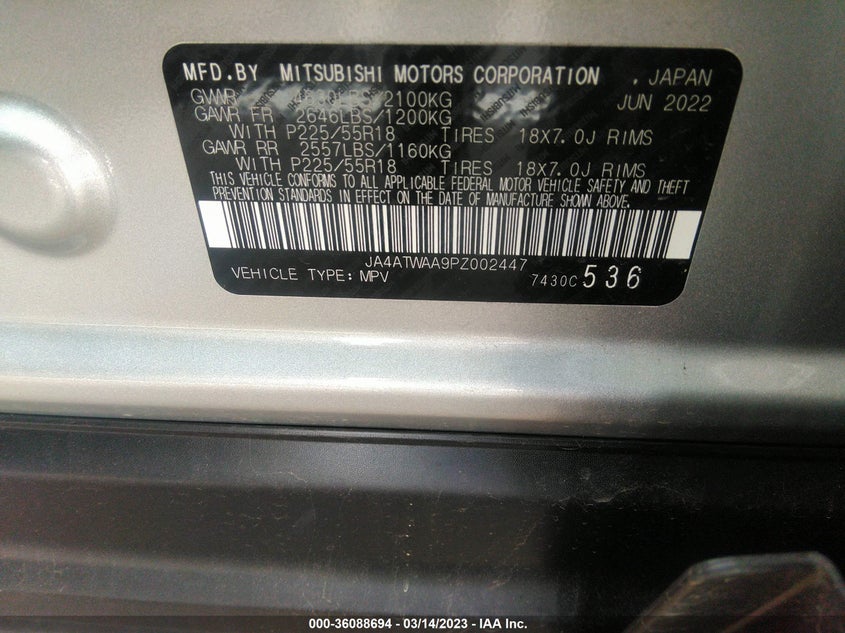 MFD.BY MITSUBISHI MOTORS CORPORATION , JAPAN
GVWR 2100KG JUN 2022
GAWR FR 2646LBS/1200KG
WITH P225/55R18 TIRES 18X7.0J RIMS
GAWR RR 2557LBS/1160KG
WITH P225/55R18 TIRES 18X7.0J RIMS
THIS VEHICLE CONFORMS TO ALL APPLICABLE FEDERAL MOTOR VEHICLE SAFETY AND THEFT
PREVENTION STANDARDS IN EFFECT ON THE DATE OF MANUFACTURE SHOWN ABOVE.
JA4ATWAA9PZ002447
VEHICLE TYPE: MPV 7430C 536
000-36088694 - 03/14/2023 - IAA Inc.